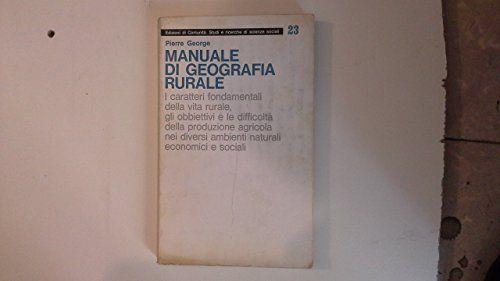 Edizioni di Comunità. Studi e ricerche di scienze sociali 23
Pierre George
MANUALE
DI GEOGRAFIA
RURALE
I caratteri fondamentali
della vita rurale,
gli obbiettivi e le difficoltà
della produzione agricola
nei diversi ambienti naturali
economici e sociali